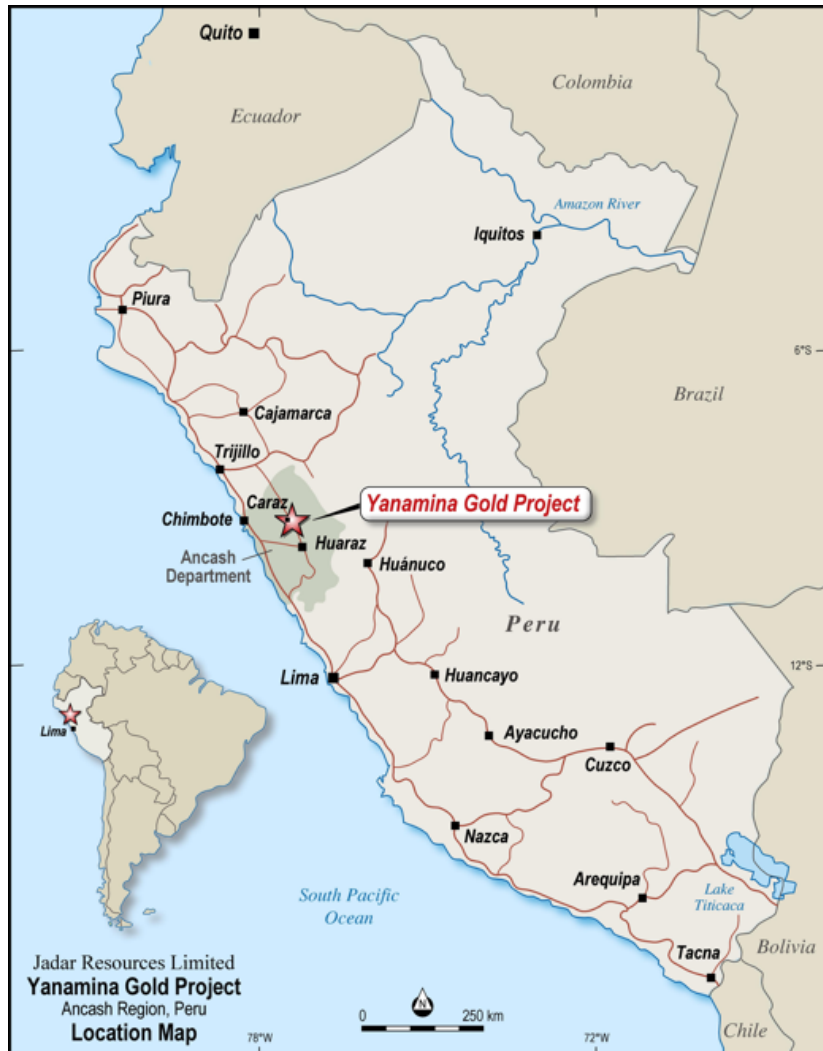 Quito
Colombia
Ecuador
Amazon River
Iquitos
Piura
6°S
Brazil
Cajamarca
Trijillo
Caraz
Yanamina Gold Project
Chimbote
Huaraz
Ancash
Department
Huánuco
Peru
12°S
Lima
Huancayo
Lima
Ayacucho
Cuzco
Nazca
Arequipa
South Pacific
Ocean
Lake
Titicaca
Tacna
Bolivia
Jadar Resources Limited
Yanamina Gold Project
Ancash Region, Peru
Location Map
N
0
250 km
78°W
72°W
Chile